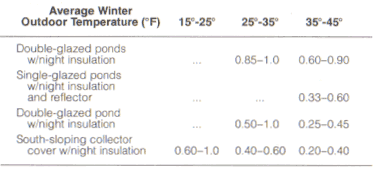 Average Winter
Outdoor Temperature (°F) 15°-25° 25°-35° 35°-45°
Double-glazed ponds
w/night insulation ... 0.85–1.0 0.60–0.90
Single-glazed ponds
w/night insulation
and reflector ... ... 0.33–0.60
Double-glazed pond
w/night insulation ... 0.50–1.0 0.25–0.45
South-sloping collector
cover w/night insulation 0.60–1.0 0.40–0.60 0.20–0.40